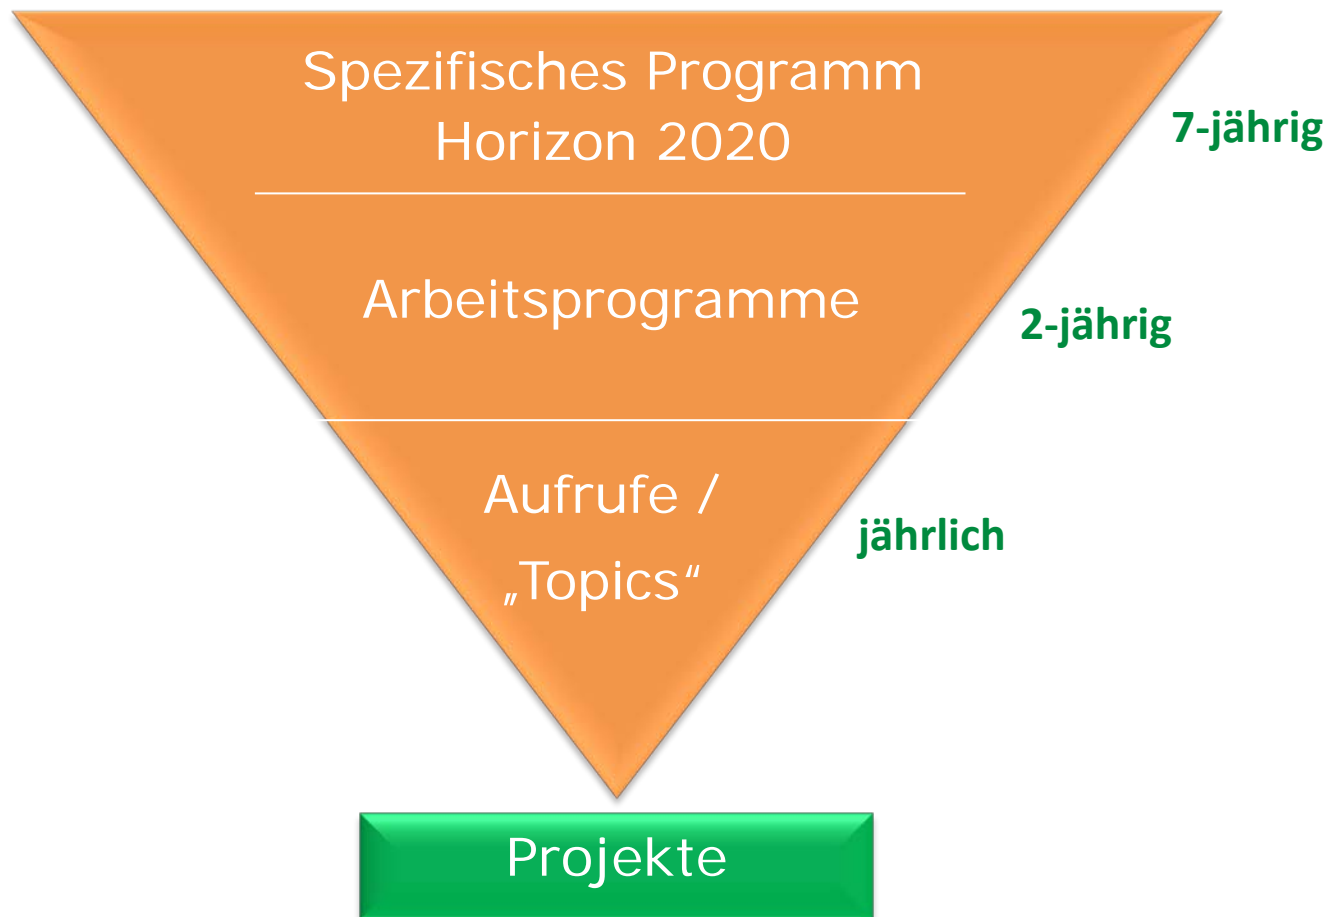 Spezifisches Programm
Horizon 2020
7-jährig
Arbeitsprogramme
2-jährig
Aufrufe /
„Topics“
jährlich
Projekte